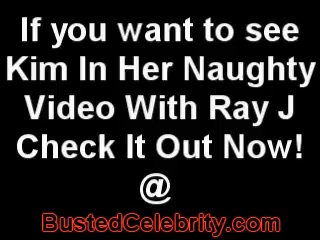 If you want to see
Kim In Her Naughty
Video With Ray J
Check It Out Now!
@
BustedCelebrity.com